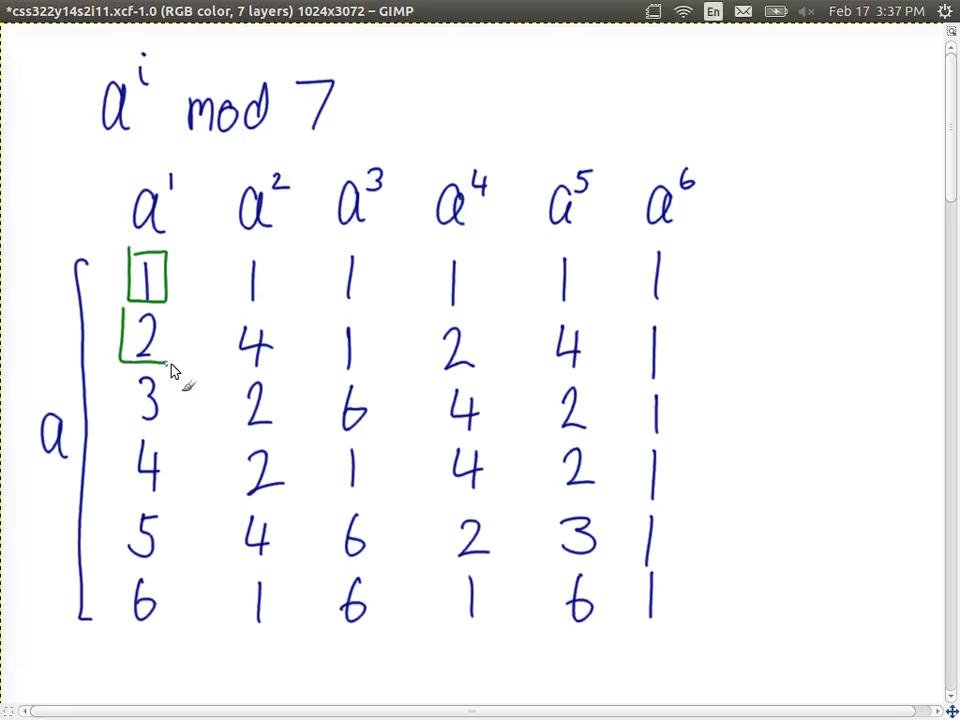 *css322y14s2i11.xcf-1.0 (RGB color, 7 layers) 1024x3072 – GIMP En Feb 17 3:37 PM
a^i mod 7
a^1 a^2 a^3 a^4 a^5 a^6
1 1 1 1 1 1
2 4 1 2 4 1
3 2 6 4 2 1
a
4 2 1 4 2 1
5 4 6 2 3 1
6 1 6 1 6 1